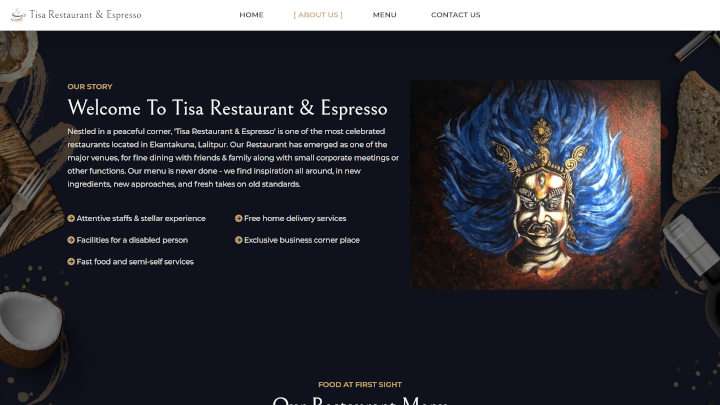 Tisa Restaurant & Espresso
HOME
[ ABOUT US ]
MENU
CONTACT US
OUR STORY
Welcome To Tisa Restaurant & Espresso
Nestled in a peaceful corner, 'Tisa Restaurant & Espresso' is one of the most celebrated
restaurants located in Ekantakuna, Lalitpur. Our Restaurant has emerged as one of the
major venues, for fine dining with friends & family along with small corporate meetings or
other functions. Our menu is never done - we find inspiration all around, in new
ingredients, new approaches, and fresh takes on old standards.
Attentive staffs & stellar experience
Free home delivery services
Facilities for a disabled person
Exclusive business corner place
Fast food and semi-self services
FOOD AT FIRST SIGHT
Our Restaurant Menu